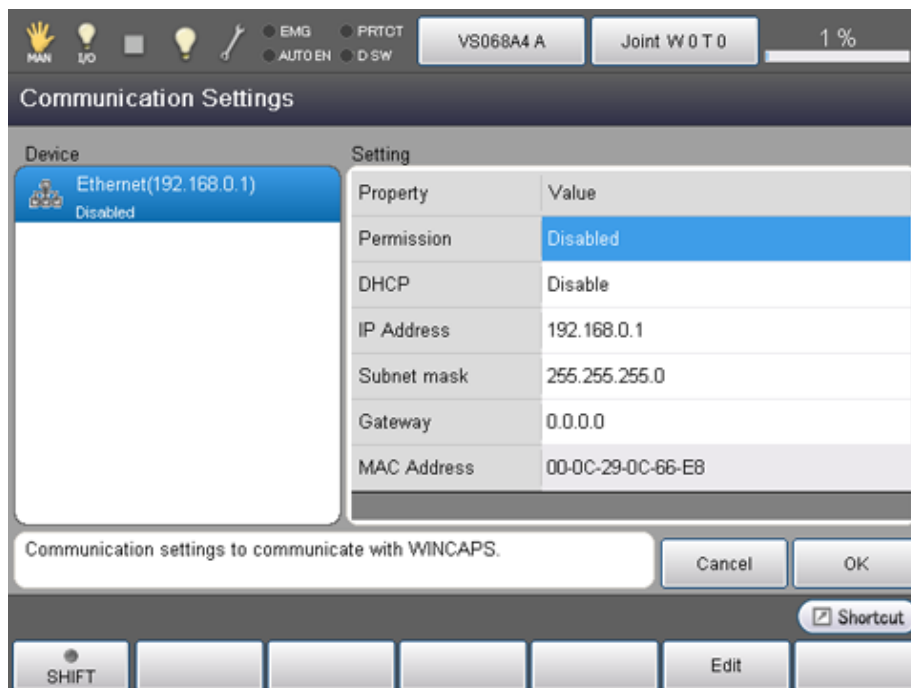 MAN
I/O
EMG
AUTO EN
PRTCT
D SW
VS068A4 A
Joint W 0 T 0
1 %
Communication Settings
Device
Ethernet(192.168.0.1)
Disabled
Setting
Property Value
Permission Disabled
DHCP Disable
IP Address 192.168.0.1
Subnet mask 255.255.255.0
Gateway 0.0.0.0
MAC Address 00-0C-29-0C-66-E8
Communication settings to communicate with WINCAPS.
Cancel
OK
Shortcut
SHIFT
Edit